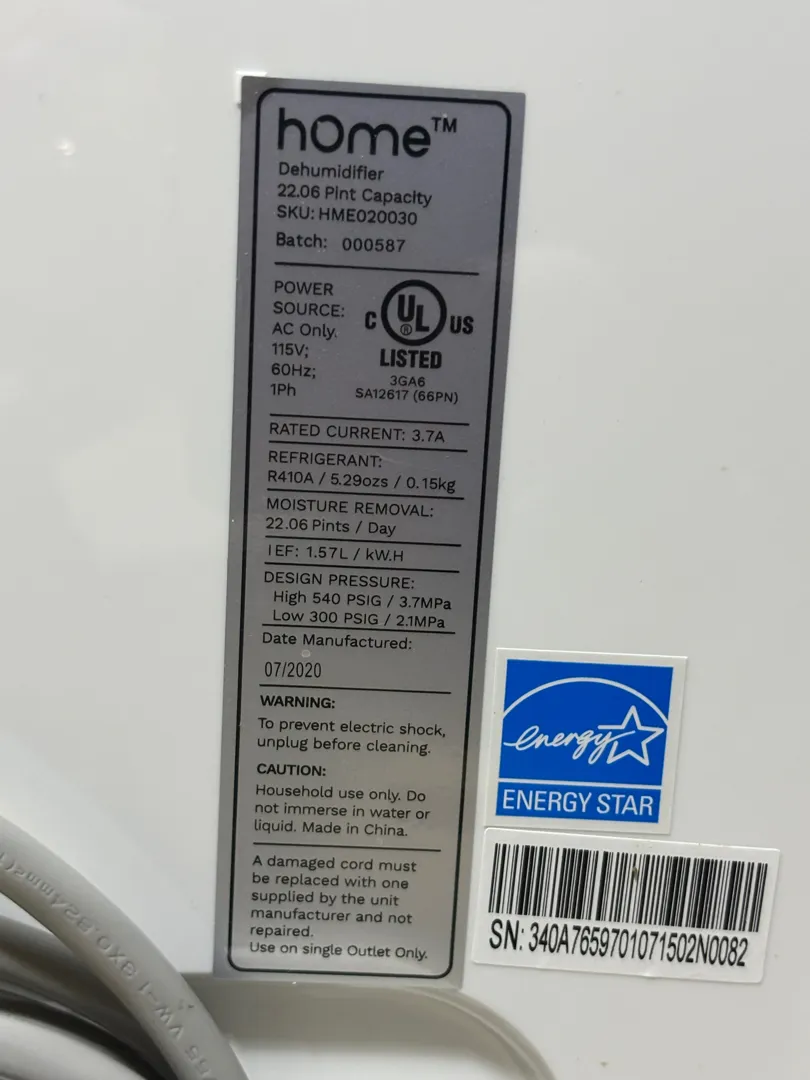 hOme™
Dehumidifier
22.06 Pint Capacity
SKU: HME020030
Batch: 000587
POWER
SOURCE:
AC Only.
115V;
60Hz;
1Ph
C UL ® US
LISTED
3GA6
SA12617 (66PN)
RATED CURRENT: 3.7A
REFRIGERANT:
R410A / 5.29ozs / 0.15kg
MOISTURE REMOVAL:
22.06 Pints / Day
IEF: 1.57L / kW.H
DESIGN PRESSURE:
High 540 PSIG / 3.7MPa
Low 300 PSIG / 2.1MPa
Date Manufactured:
07/2020
WARNING:
To prevent electric shock,
unplug before cleaning.
CAUTION:
Household use only. Do
not immerse in water or
liquid. Made in China.
A damaged cord must
be replaced with one
supplied by the unit
manufacturer and not
repaired.
Use on single Outlet Only.
energy
ENERGY STAR
SN: 340A7659701071502N0082
VW-1